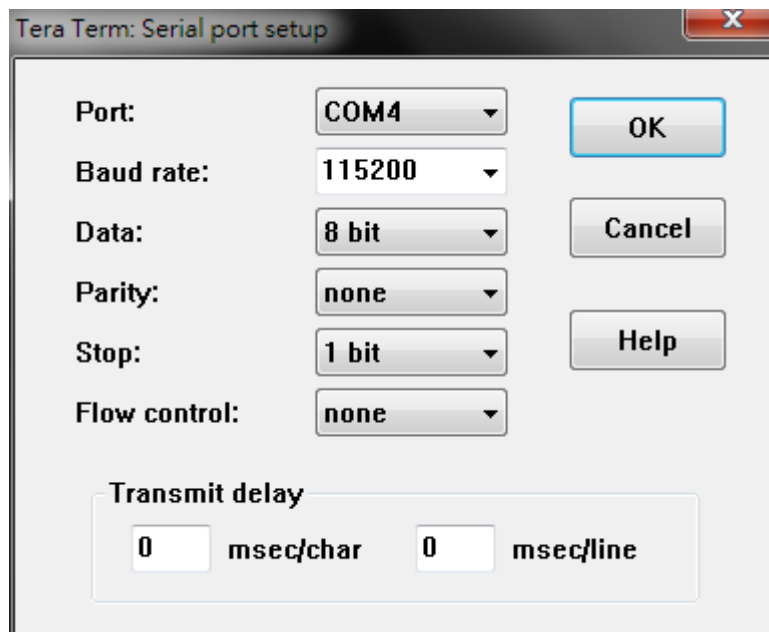 Tera Term: Serial port setup
Port: COM4 OK
Baud rate: 115200
Data: 8 bit Cancel
Parity: none
Stop: 1 bit Help
Flow control: none
Transmit delay
0 msec/char 0 msec/line